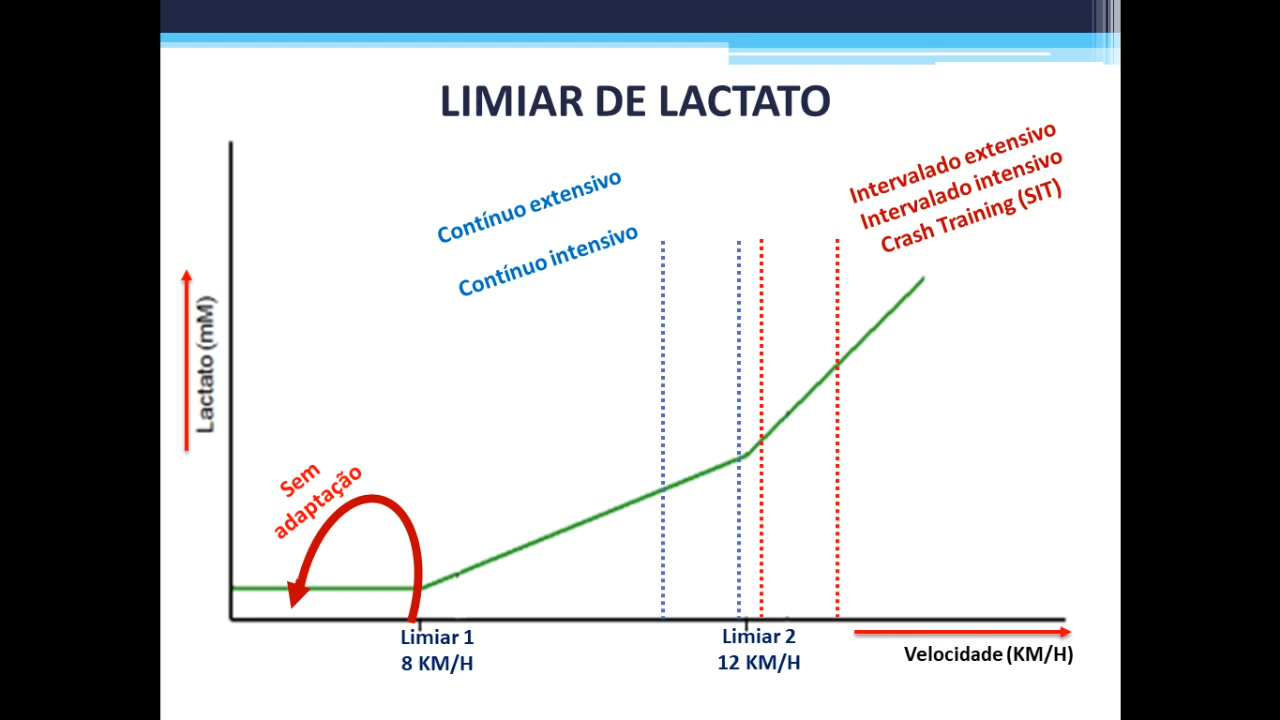 LIMIAR DE LACTATO
Contínuo extensivo
Contínuo intensivo
Intervalado extensivo
Intervalado intensivo
Crash Training (SIT)
Lactato (mM)
Sem
adaptação
Limiar 1
8 KM/H
Limiar 2
12 KM/H
Velocidade (KM/H)